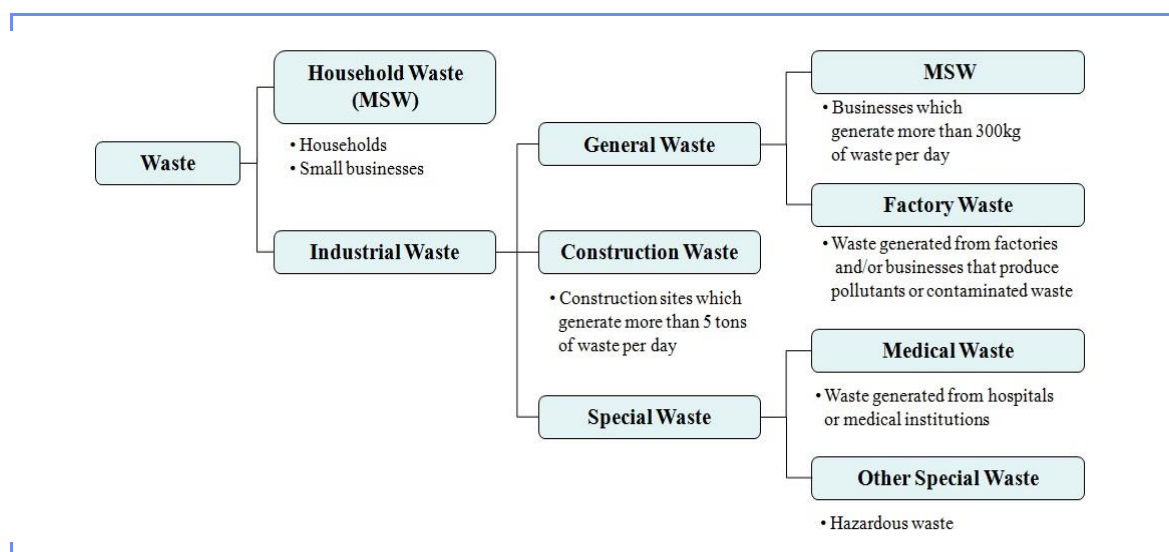 Household Waste
(MSW)
• Households
• Small businesses
Waste
Industrial Waste
General Waste
Construction Waste
• Construction sites which
generate more than 5 tons
of waste per day
Special Waste
MSW
• Businesses which
generate more than 300kg
of waste per day
Factory Waste
• Waste generated from factories
and/or businesses that produce
pollutants or contaminated waste
Medical Waste
• Waste generated from hospitals
or medical institutions
Other Special Waste
• Hazardous waste